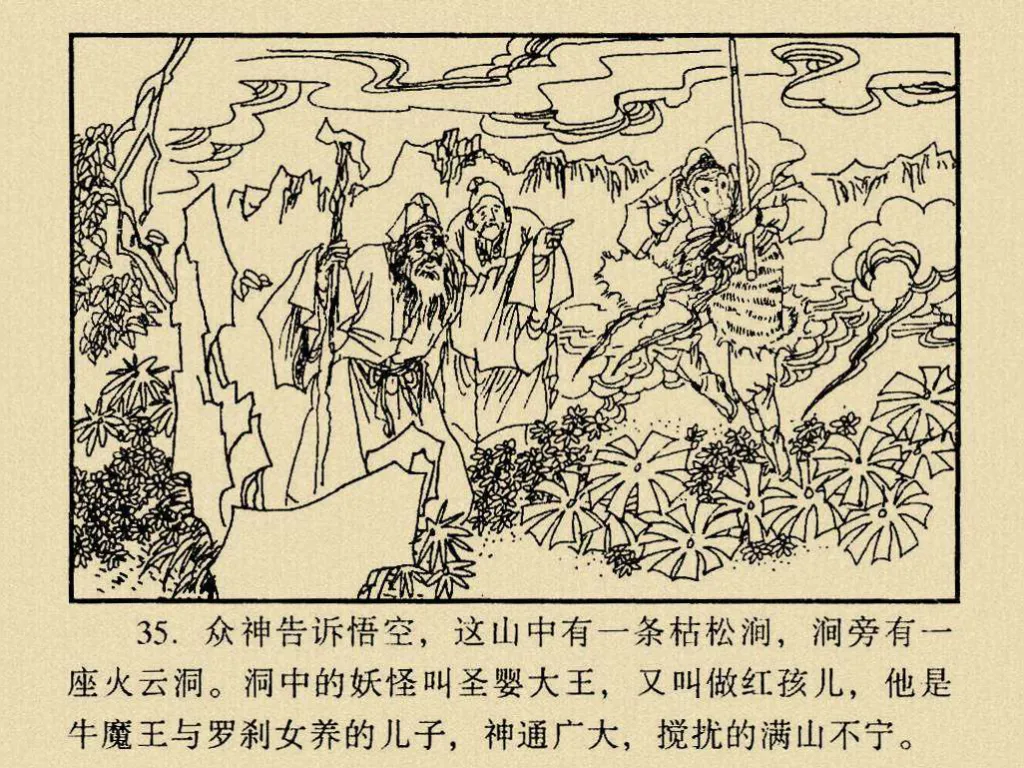 35. 众神告诉悟空，这山中有一条枯松涧，涧旁有一
座火云洞。洞中的妖怪叫圣婴大王，又叫做红孩儿，他是
牛魔王与罗刹女养的儿子，神通广大，搅扰的满山不宁。